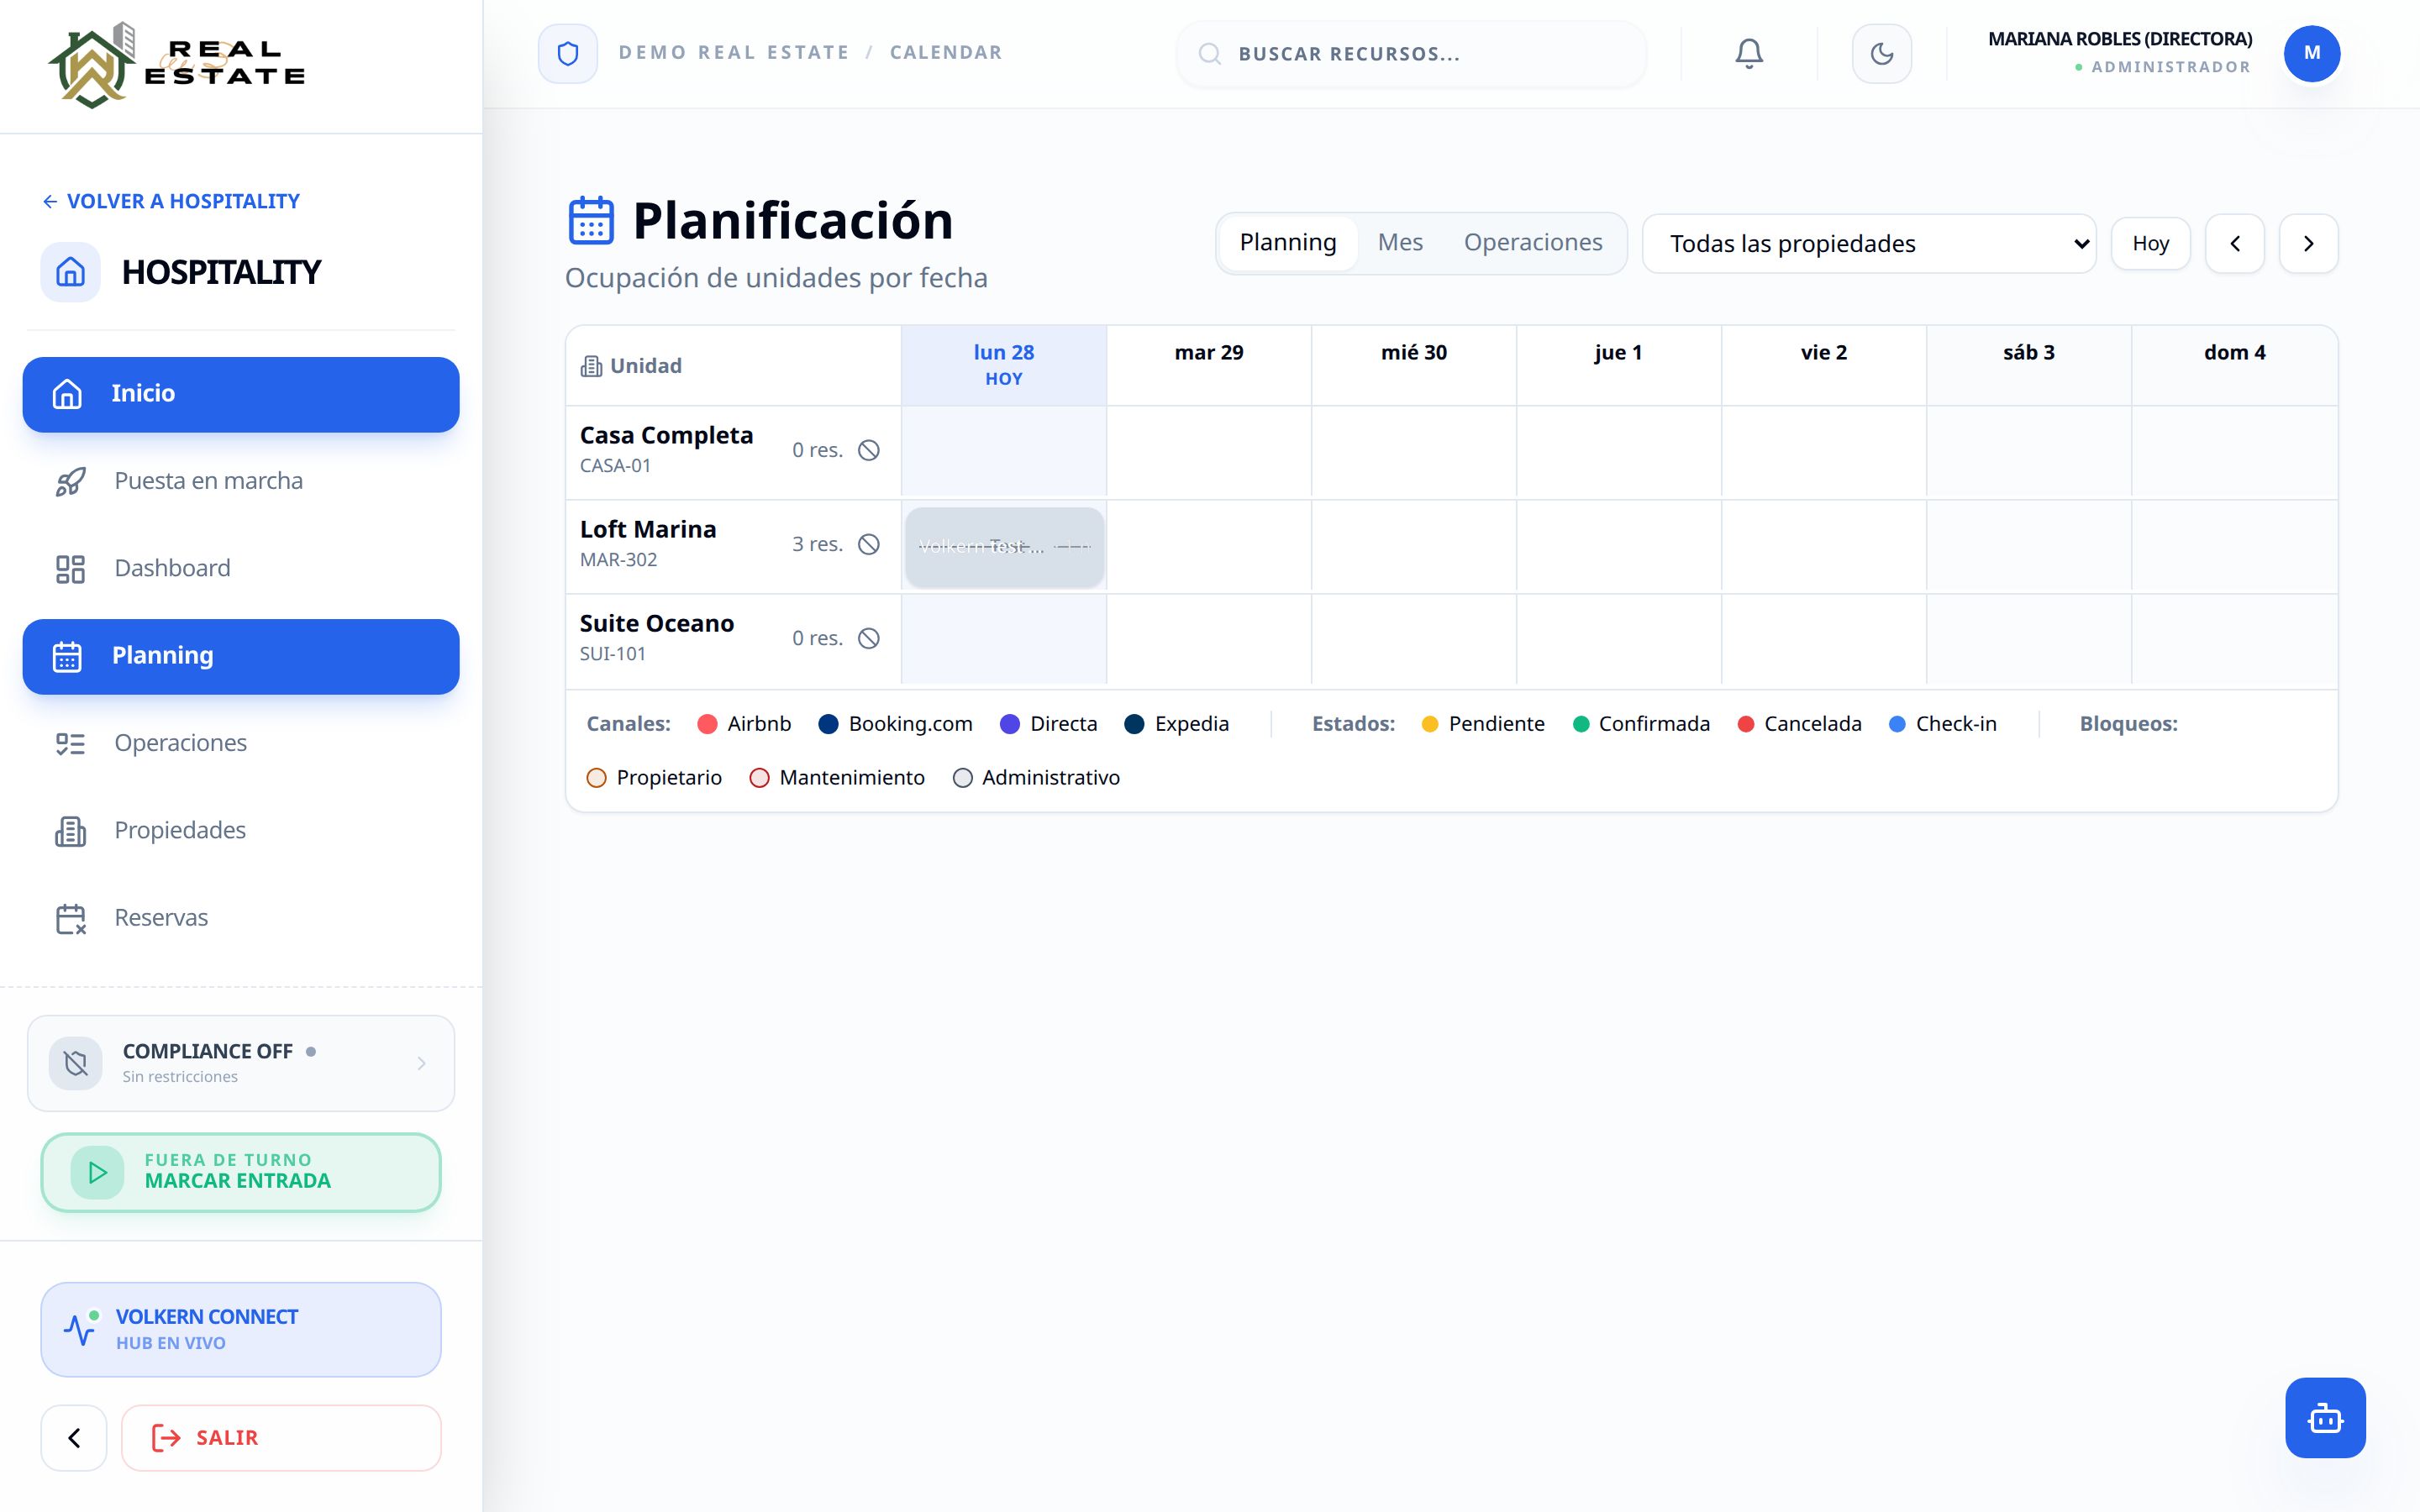 REAL
ESTATE
DEMO REAL ESTATE / CALENDAR
BUSCAR RECURSOS...
MARIANA ROBLES (DIRECTORA)
ADMINISTRADOR
M
VOLVER A HOSPITALITY
HOSPITALITY
Inicio
Puesta en marcha
Dashboard
Planning
Operaciones
Propiedades
Reservas
COMPLIANCE OFF
Sin restricciones
FUERA DE TURNO
MARCAR ENTRADA
VOLKERN CONNECT
HUB EN VIVO
SALIR
Planificación
Ocupación de unidades por fecha
Planning Mes Operaciones
Todas las propiedades
Hoy
Unidad lun 28 mar 29 mié 30 jue 1 vie 2 sáb 3 dom 4
HOY
Casa Completa 0 res.
CASA-01
Loft Marina 3 res.
MAR-302
Volkern
Suite Oceano 0 res.
SUI-101
Canales: Airbnb Booking.com Directa Expedia Estados: Pendiente Confirmada Cancelada Check-in Bloqueos:
Propietario Mantenimiento Administrativo